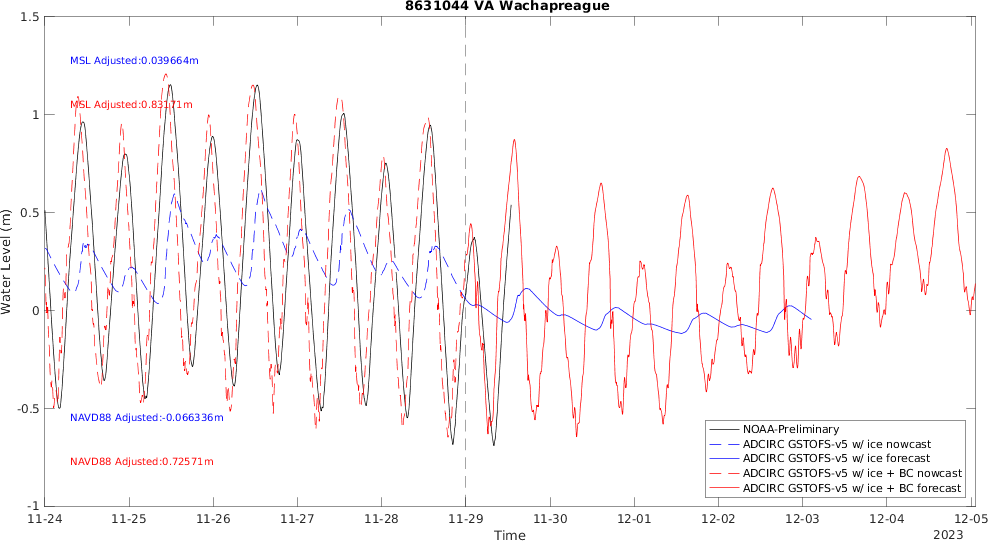 8631044 VA Wachapreague
1.5
1
0.5
0
-0.5
-1
Water Level (m)
MSL Adjusted:0.039664m
MSL Adjusted:0.83171m
NAVD88 Adjusted:-0.066336m
NAVD88 Adjusted:0.72571m
NOAA-Preliminary
ADCIRC GSTOFS-v5 w/ ice nowcast
ADCIRC GSTOFS-v5 w/ ice forecast
ADCIRC GSTOFS-v5 w/ ice + BC nowcast
ADCIRC GSTOFS-v5 w/ ice + BC forecast
11-24 11-25 11-26 11-27 11-28 11-29 11-30 12-01 12-02 12-03 12-04 12-05
Time
2023